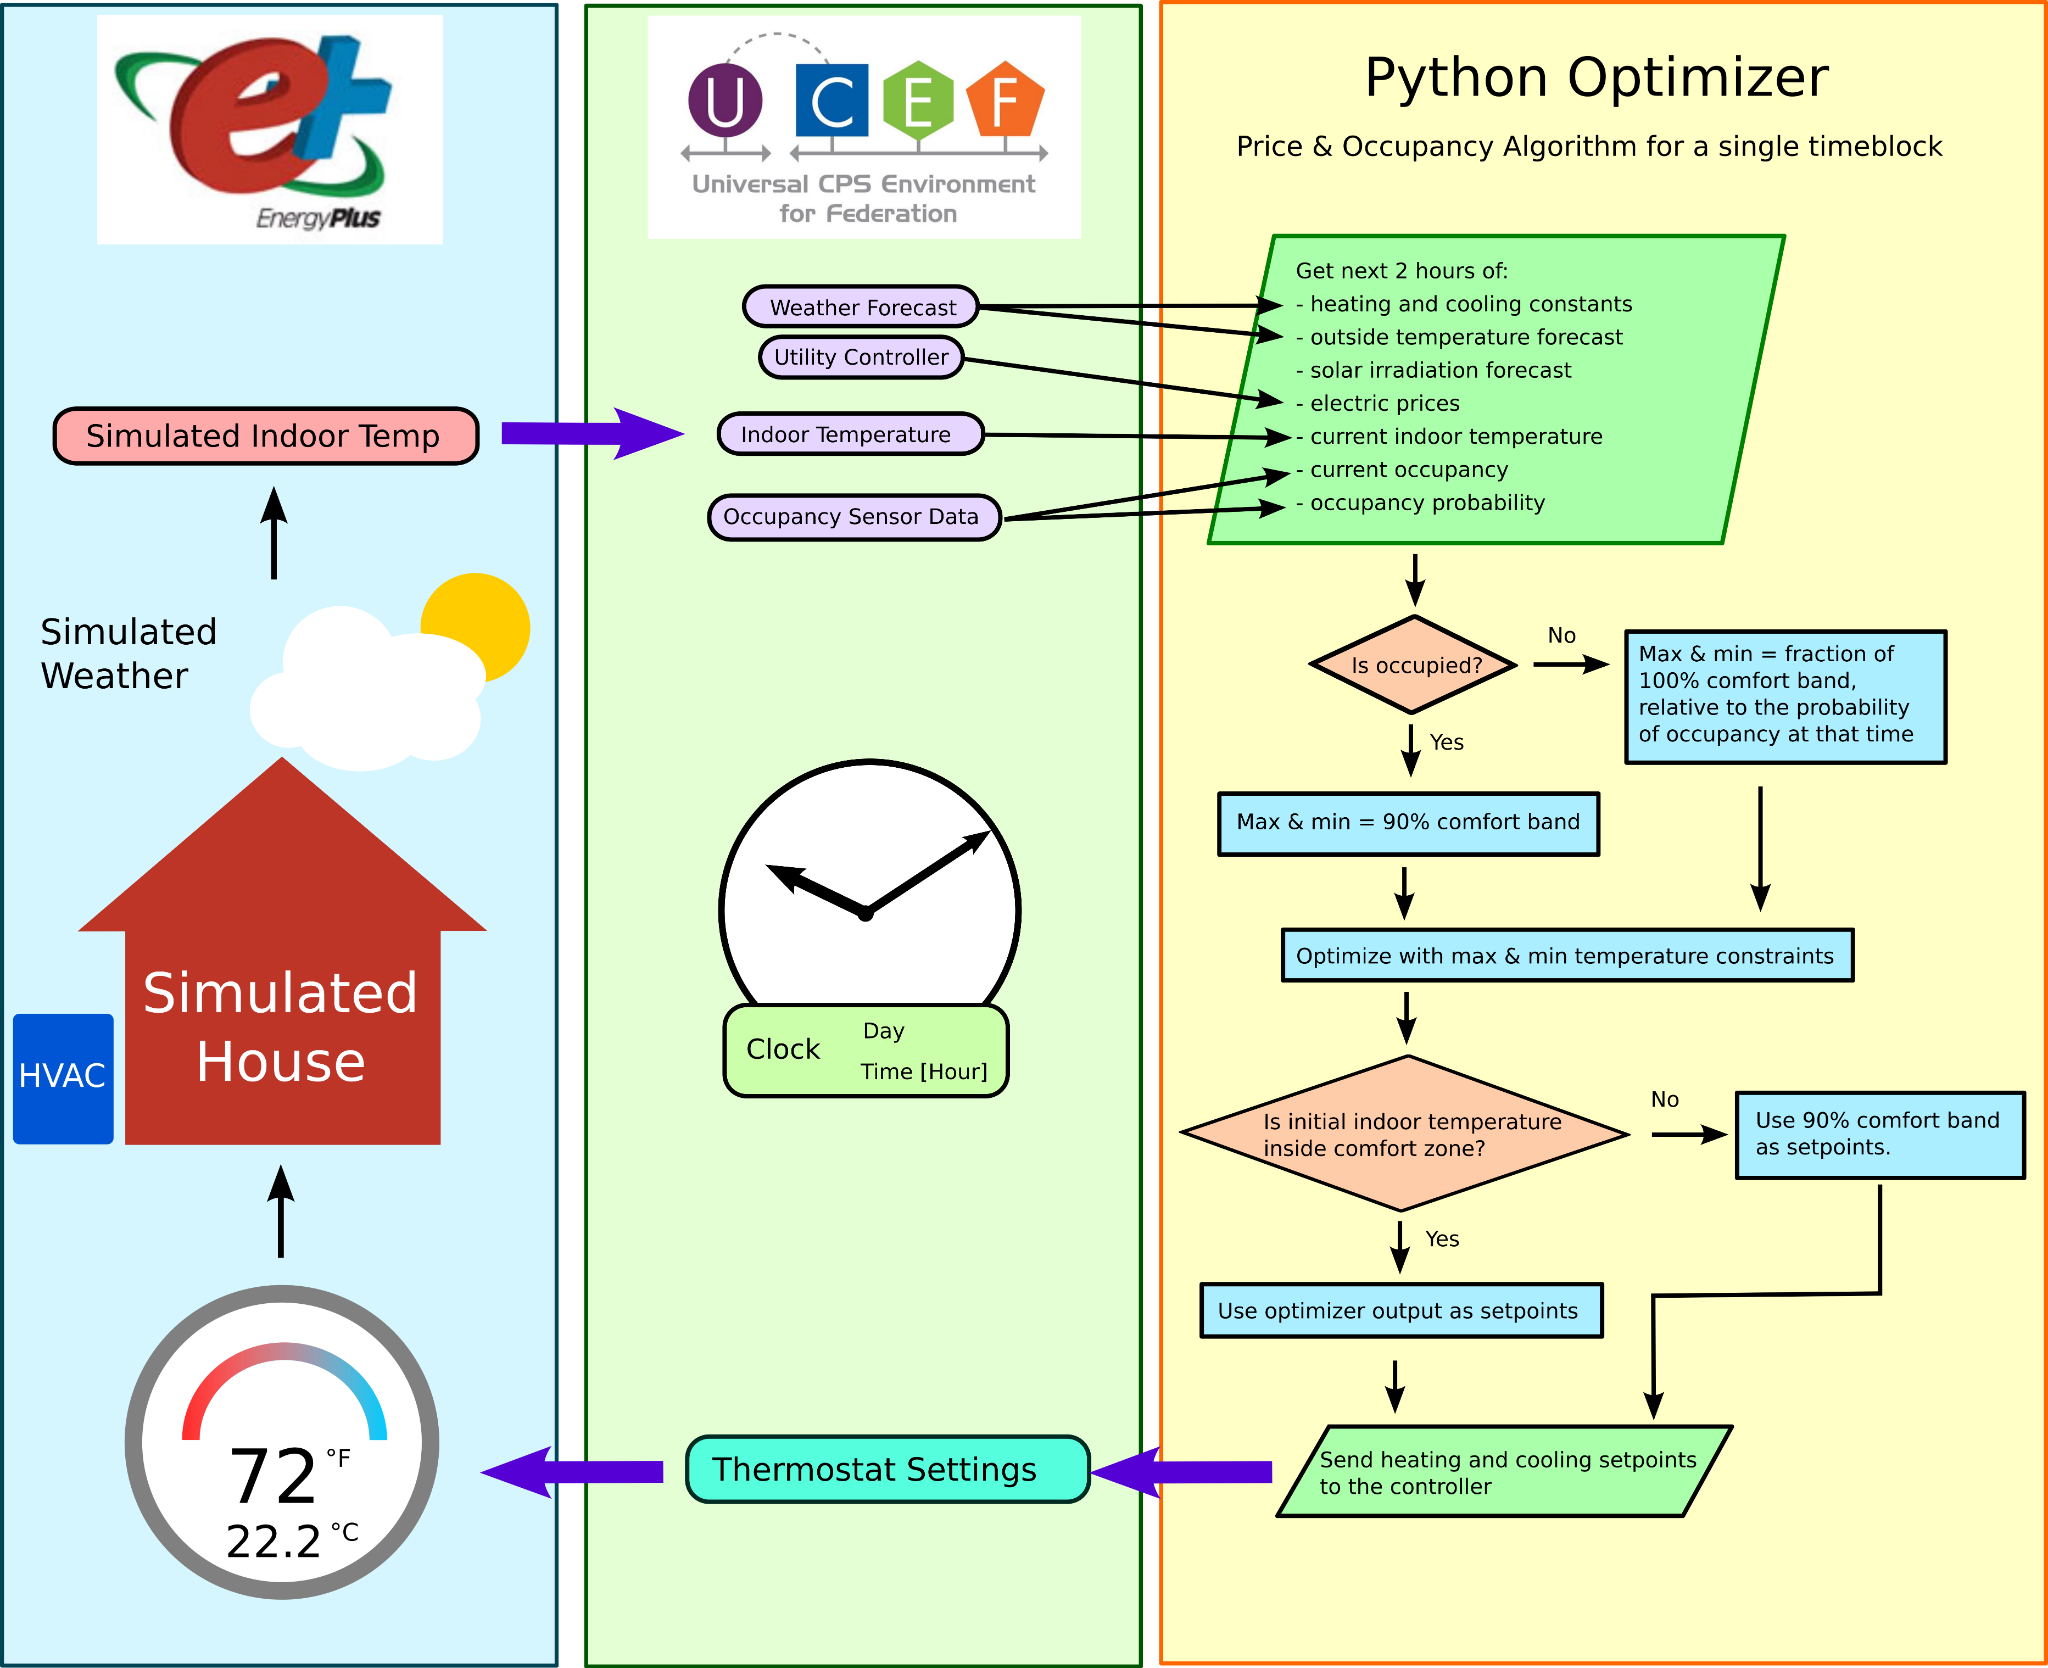 e+
EnergyPlus
Simulated Indoor Temp
Simulated
Weather
Simulated
House
HVAC
72 °F
22.2 °C
U C E F
Universal CPS Environment
for Federation
Weather Forecast
Utility Controller
Indoor Temperature
Occupancy Sensor Data
Clock
Day
Time [Hour]
Thermostat Settings
Python Optimizer
Price & Occupancy Algorithm for a single timeblock
Get next 2 hours of:
- heating and cooling constants
- outside temperature forecast
- solar irradiation forecast
- electric prices
- current indoor temperature
- current occupancy
- occupancy probability
Is occupied?
No
Max & min = fraction of
100% comfort band,
relative to the probability
of occupancy at that time
Yes
Max & min = 90% comfort band
Optimize with max & min temperature constraints
Is initial indoor temperature
inside comfort zone?
No
Use 90% comfort band
as setpoints.
Yes
Use optimizer output as setpoints
Send heating and cooling setpoints
to the controller